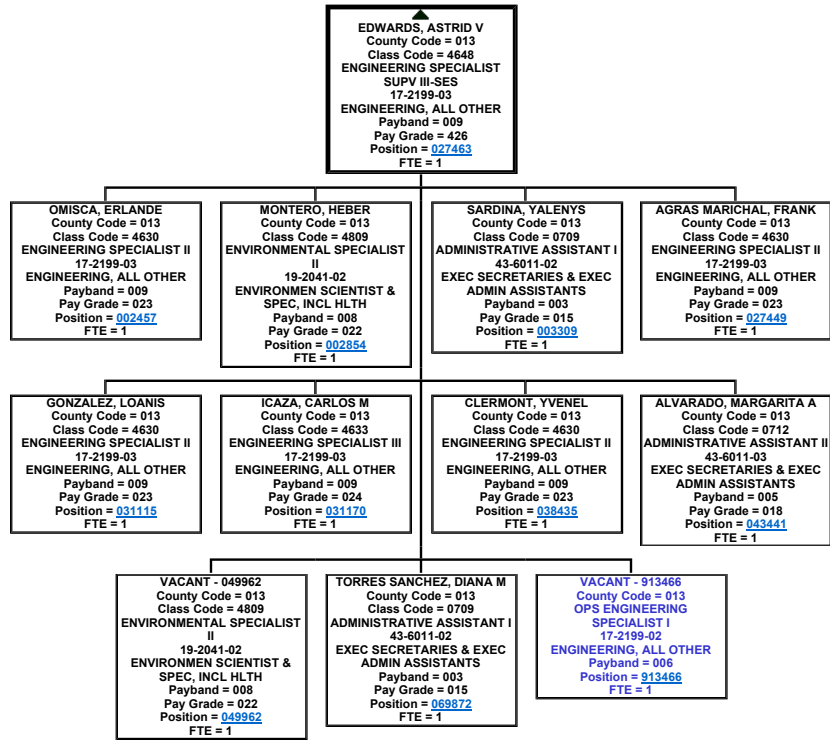 EDWARDS, ASTRID V
County Code = 013
Class Code = 4648
ENGINEERING SPECIALIST
SUPV III-SES
17-2199-03
ENGINEERING, ALL OTHER
Payband = 009
Pay Grade = 426
Position = 027463
FTE = 1
OMISCA, ERLANDE
County Code = 013
Class Code = 4630
ENGINEERING SPECIALIST II
17-2199-03
ENGINEERING, ALL OTHER
Payband = 009
Pay Grade = 023
Position = 002457
FTE = 1
MONTERO, HEBER
County Code = 013
Class Code = 4809
ENVIRONMENTAL SPECIALIST
II
19-2041-02
ENVIRONMEN SCIENTIST &
SPEC, INCL HLTH
Payband = 008
Pay Grade = 022
Position = 002854
FTE = 1
SARDINA, YALENYS
County Code = 013
Class Code = 0709
ADMINISTRATIVE ASSISTANT I
43-6011-02
EXEC SECRETARIES & EXEC
ADMIN ASSISTANTS
Payband = 003
Pay Grade = 015
Position = 003309
FTE = 1
AGRAS MARICHAL, FRANK
County Code = 013
Class Code = 4630
ENGINEERING SPECIALIST II
17-2199-03
ENGINEERING, ALL OTHER
Payband = 009
Pay Grade = 023
Position = 027449
FTE = 1
GONZALEZ, LOANIS
County Code = 013
Class Code = 4630
ENGINEERING SPECIALIST II
17-2199-03
ENGINEERING, ALL OTHER
Payband = 009
Pay Grade = 023
Position = 031115
FTE = 1
ICAZA, CARLOS M
County Code = 013
Class Code = 4633
ENGINEERING SPECIALIST III
17-2199-03
ENGINEERING, ALL OTHER
Payband = 009
Pay Grade = 024
Position = 031170
FTE = 1
CLERMONT, YVENEL
County Code = 013
Class Code = 4630
ENGINEERING SPECIALIST II
17-2199-03
ENGINEERING, ALL OTHER
Payband = 009
Pay Grade = 023
Position = 038435
FTE = 1
ALVARADO, MARGARITA A
County Code = 013
Class Code = 0712
ADMINISTRATIVE ASSISTANT II
43-6011-03
EXEC SECRETARIES & EXEC
ADMIN ASSISTANTS
Payband = 005
Pay Grade = 018
Position = 043441
FTE = 1
VACANT - 049962
County Code = 013
Class Code = 4809
ENVIRONMENTAL SPECIALIST
II
19-2041-02
ENVIRONMEN SCIENTIST &
SPEC, INCL HLTH
Payband = 008
Pay Grade = 022
Position = 049962
FTE = 1
TORRES SANCHEZ, DIANA M
County Code = 013
Class Code = 0709
ADMINISTRATIVE ASSISTANT I
43-6011-02
EXEC SECRETARIES & EXEC
ADMIN ASSISTANTS
Payband = 003
Pay Grade = 015
Position = 069872
FTE = 1
VACANT - 913466
County Code = 013
OPS ENGINEERING
SPECIALIST I
17-2199-02
ENGINEERING, ALL OTHER
Payband = 006
Position = 913466
FTE = 1